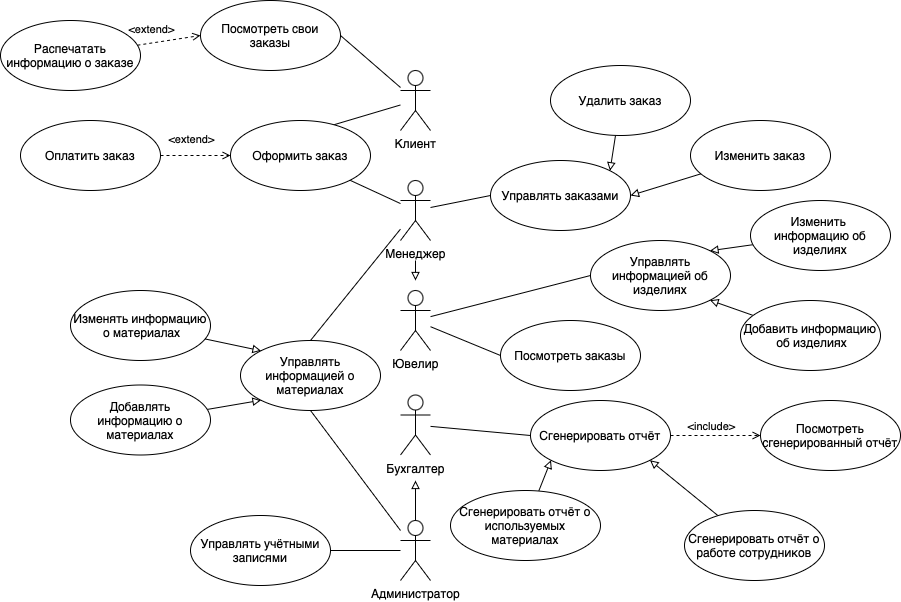 <extend>
Посмотреть свои
заказы
Распечатать
информацию о заказе
Удалить заказ
Клиент
<extend>
Оплатить заказ
Оформить заказ
Изменить заказ
Управлять заказами
Изменить
информацию об
изделиях
Менеджер
Управлять
информацией об
изделиях
Изменять информацию
о материалах
Добавить информацию
об изделиях
Посмотреть заказы
Ювелир
Управлять
информацией о
материалах
Добавлять
информацию о
материалах
<include>
Сгенерировать отчёт
Посмотреть
сгенерированный отчёт
Бухгалтер
Сгенерировать отчёт о
используемых
материалах
Управлять учётными
записями
Сгенерировать отчёт о
работе сотрудников
Администратор